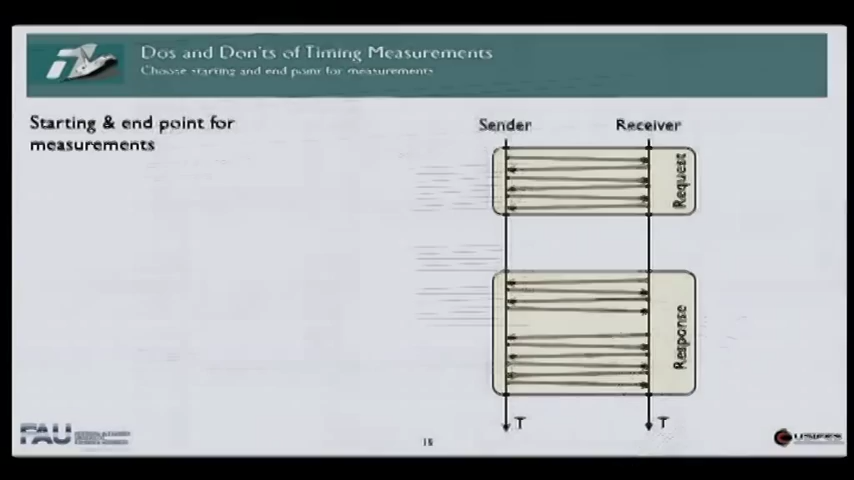 Dos and Don'ts of Timing Measurements
Choose starting and end point for measurements
Starting & end point for
measurements
Sender
Receiver
Request
Response
T
T
FAU